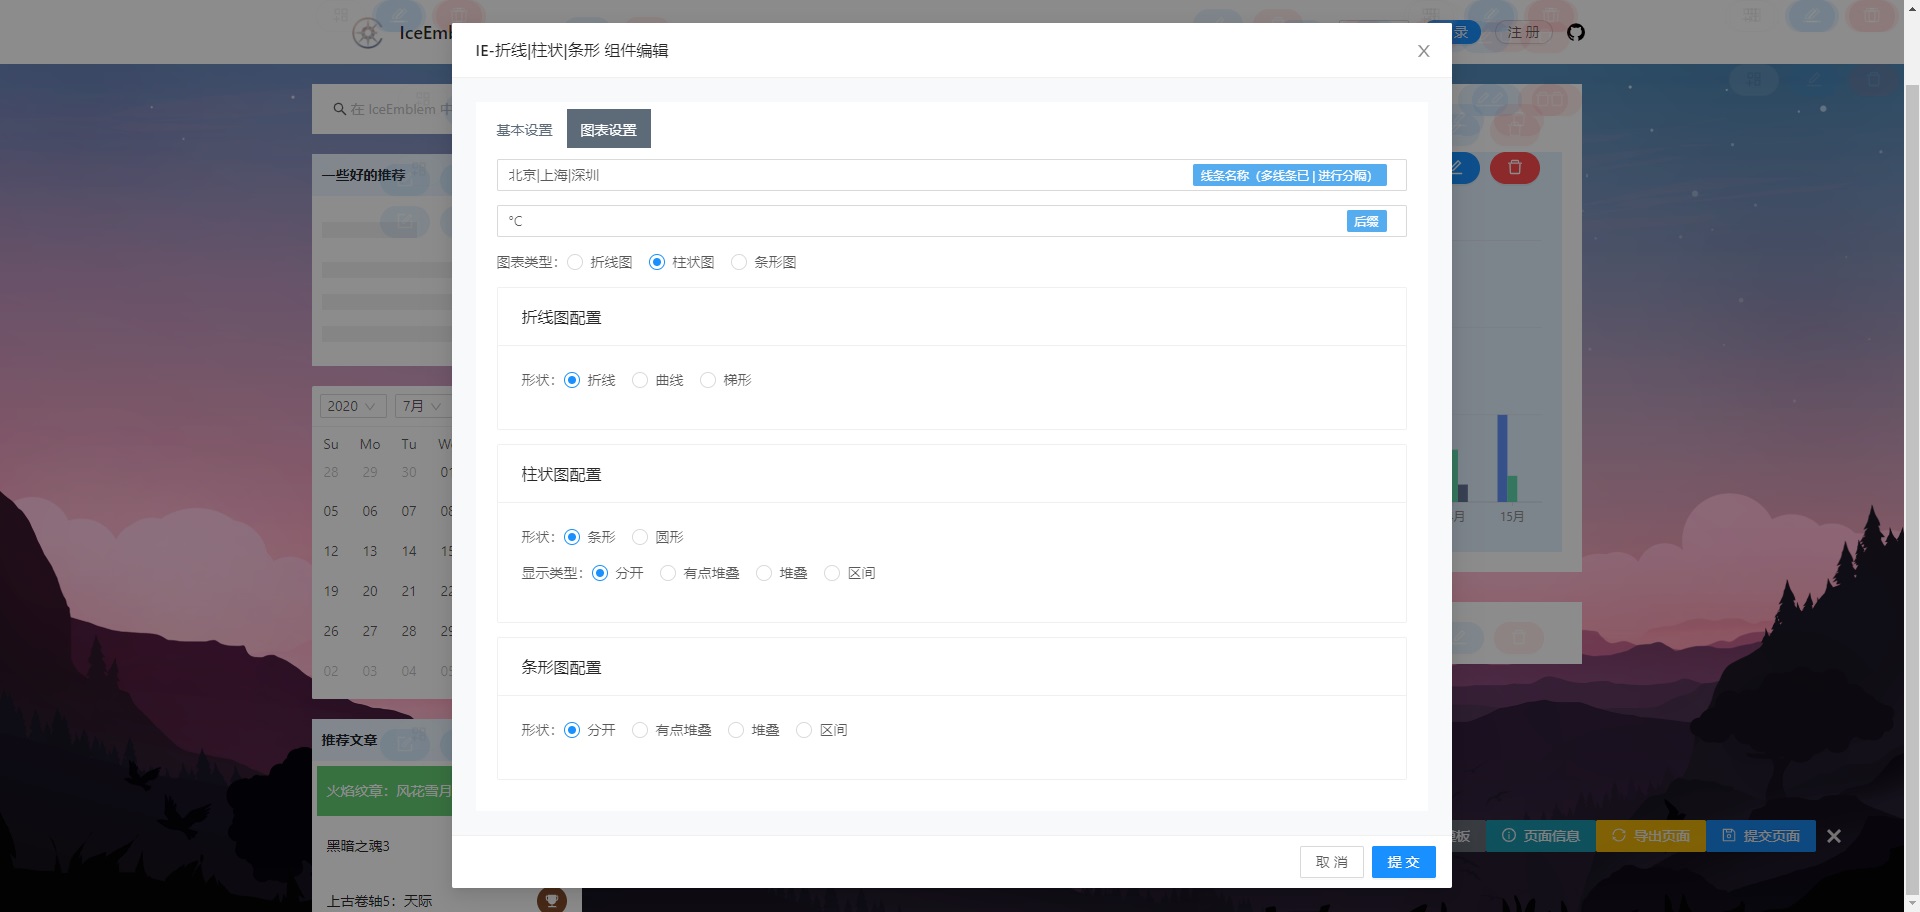 IceEmb
录
注 册
IE-折线|柱状|条形 组件编辑
在 IceEmblem 中
基本设置
图表设置
北京|上海|深圳
线条名称（多线条已 | 进行分隔）
一些好的推荐
°C
后缀
图表类型：
折线图
柱状图
条形图
折线图配置
形状：
折线
曲线
梯形
2020
7月
Su Mo Tu We
28 29 30 01
05 06 07 08
12 13 14 15
19 20 21 22
26 27 28 29
02 03 04 05
柱状图配置
形状：
条形
圆形
显示类型：
分开
有点堆叠
堆叠
区间
月
15月
条形图配置
形状：
分开
有点堆叠
堆叠
区间
推荐文章
火焰纹章：风花雪月
黑暗之魂3
上古卷轴5：天际
板
页面信息
导出页面
提交页面
取 消
提 交